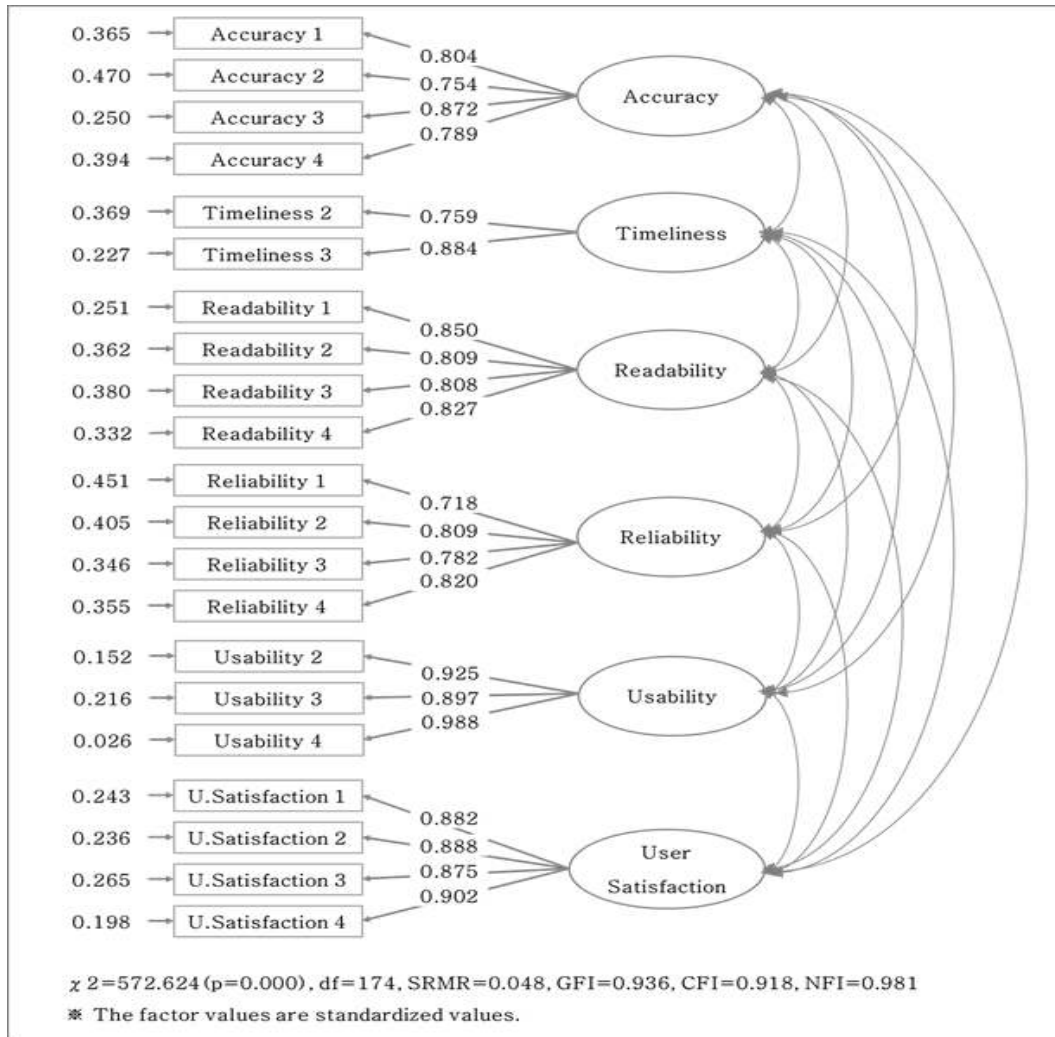 0.365 Accuracy 1
0.804
0.470 Accuracy 2
0.754
Accuracy
0.250 Accuracy 3
0.872
0.789
0.394 Accuracy 4
0.369 Timeliness 2
0.759
Timeliness
0.227 Timeliness 3
0.884
0.251 Readability 1
0.850
0.362 Readability 2
0.809
Readability
0.380 Readability 3
0.808
0.827
0.332 Readability 4
0.451 Reliability 1
0.718
0.405 Reliability 2
0.809
Reliability
0.346 Reliability 3
0.782
0.820
0.355 Reliability 4
0.152 Usability 2
0.925
0.216 Usability 3
0.897
Usability
0.988
0.026 Usability 4
0.243 U.Satisfaction 1
0.882
0.236 U.Satisfaction 2
0.888
User
Satisfaction
0.265 U.Satisfaction 3
0.875
0.902
0.198 U.Satisfaction 4
χ 2=572.624(p=0.000), df=174, SRMR=0.048, GFI=0.936, CFI=0.918, NFI=0.981
※ The factor values are standardized values.